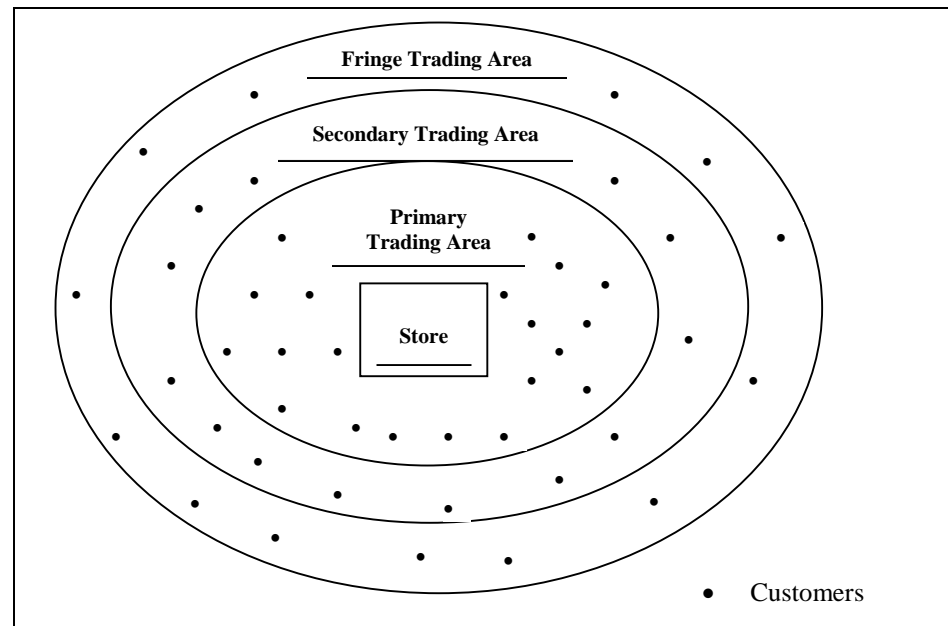 Fringe Trading Area
Secondary Trading Area
Primary
Trading Area
Store
Customers